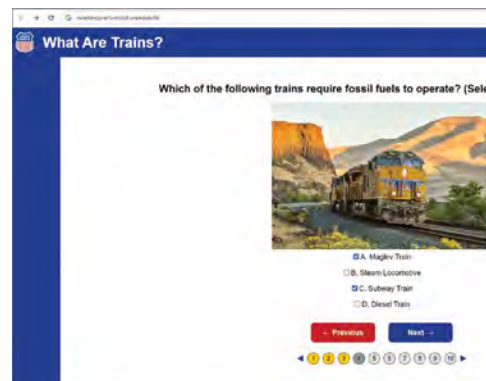 What Are Trains?
Which of the following trains require fossil fuels to operate? (Sele
A. Maglev Train
B. Steam Locomotive
C. Subway Train
D. Diesel Train
← Previous
Next →
1 2 3 4 5 6 7 8 9 10